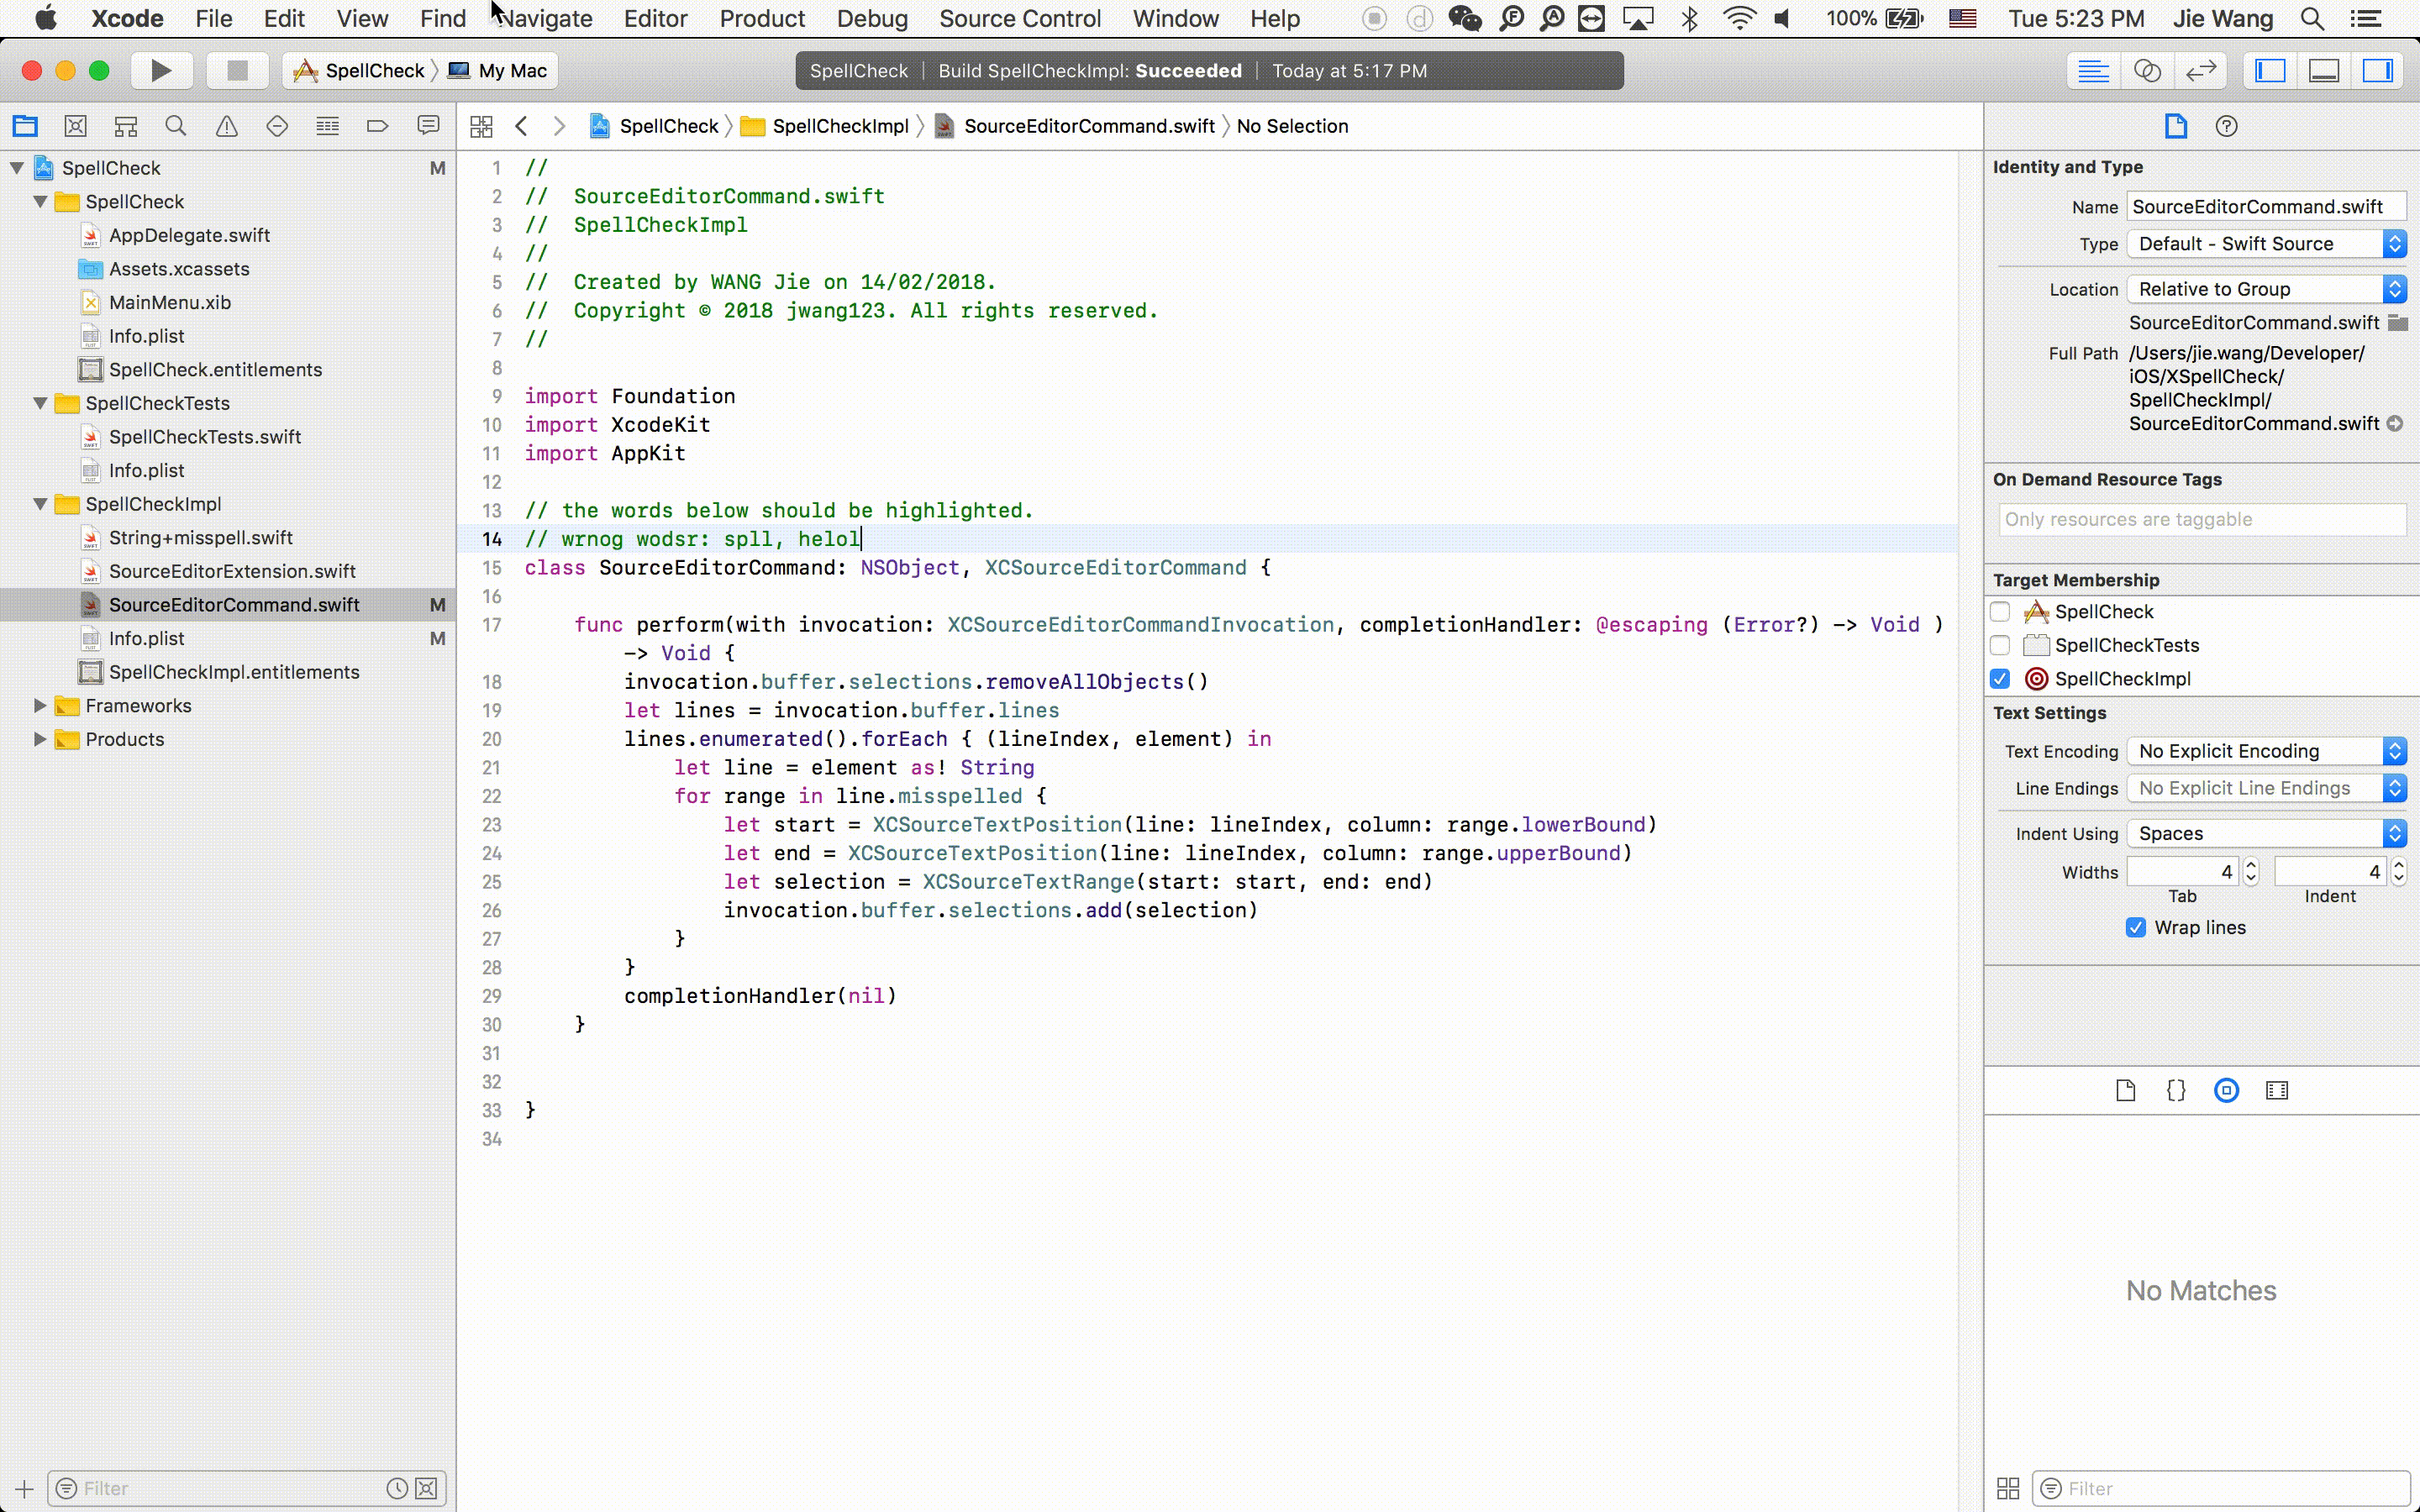 Xcode File Edit View Find Navigate Editor Product Debug Source Control Window Help 100% Tue 5:23 PM Jie Wang
SpellCheck My Mac SpellCheck Build SpellCheckImpl: Succeeded Today at 5:17 PM
SpellCheck SpellCheckImpl SourceEditorCommand.swift No Selection
SpellCheck M
SpellCheck
AppDelegate.swift
Assets.xcassets
MainMenu.xib
Info.plist
SpellCheck.entitlements
SpellCheckTests
SpellCheckTests.swift
Info.plist
SpellCheckImpl
String+misspell.swift
SourceEditorExtension.swift
SourceEditorCommand.swift M
Info.plist M
SpellCheckImpl.entitlements
Frameworks
Products
Filter
1 //
2 //  SourceEditorCommand.swift
3 //  SpellCheckImpl
4 //
5 //  Created by WANG Jie on 14/02/2018.
6 //  Copyright © 2018 jwang123. All rights reserved.
7 //
8
9 import Foundation
10 import XcodeKit
11 import AppKit
12
13 // the words below should be highlighted.
14 // wrnog wodsr: spll, helol
15 class SourceEditorCommand: NSObject, XCSourceEditorCommand {
16
17     func perform(with invocation: XCSourceEditorCommandInvocation, completionHandler: @escaping (Error?) -> Void )
-> Void {
18         invocation.buffer.selections.removeAllObjects()
19         let lines = invocation.buffer.lines
20         lines.enumerated().forEach { (lineIndex, element) in
21             let line = element as! String
22             for range in line.misspelled {
23                 let start = XCSourceTextPosition(line: lineIndex, column: range.lowerBound)
24                 let end = XCSourceTextPosition(line: lineIndex, column: range.upperBound)
25                 let selection = XCSourceTextRange(start: start, end: end)
26                 invocation.buffer.selections.add(selection)
27             }
28         }
29         completionHandler(nil)
30     }
31
32
33 }
34
Identity and Type
Name SourceEditorCommand.swift
Type Default - Swift Source
Location Relative to Group
SourceEditorCommand.swift
Full Path /Users/jie.wang/Developer/
iOS/XSpellCheck/
SpellCheckImpl/
SourceEditorCommand.swift
On Demand Resource Tags
Only resources are taggable
Target Membership
SpellCheck
SpellCheckTests
SpellCheckImpl
Text Settings
Text Encoding No Explicit Encoding
Line Endings No Explicit Line Endings
Indent Using Spaces
Widths 4 4
Tab Indent
Wrap lines
No Matches
Filter